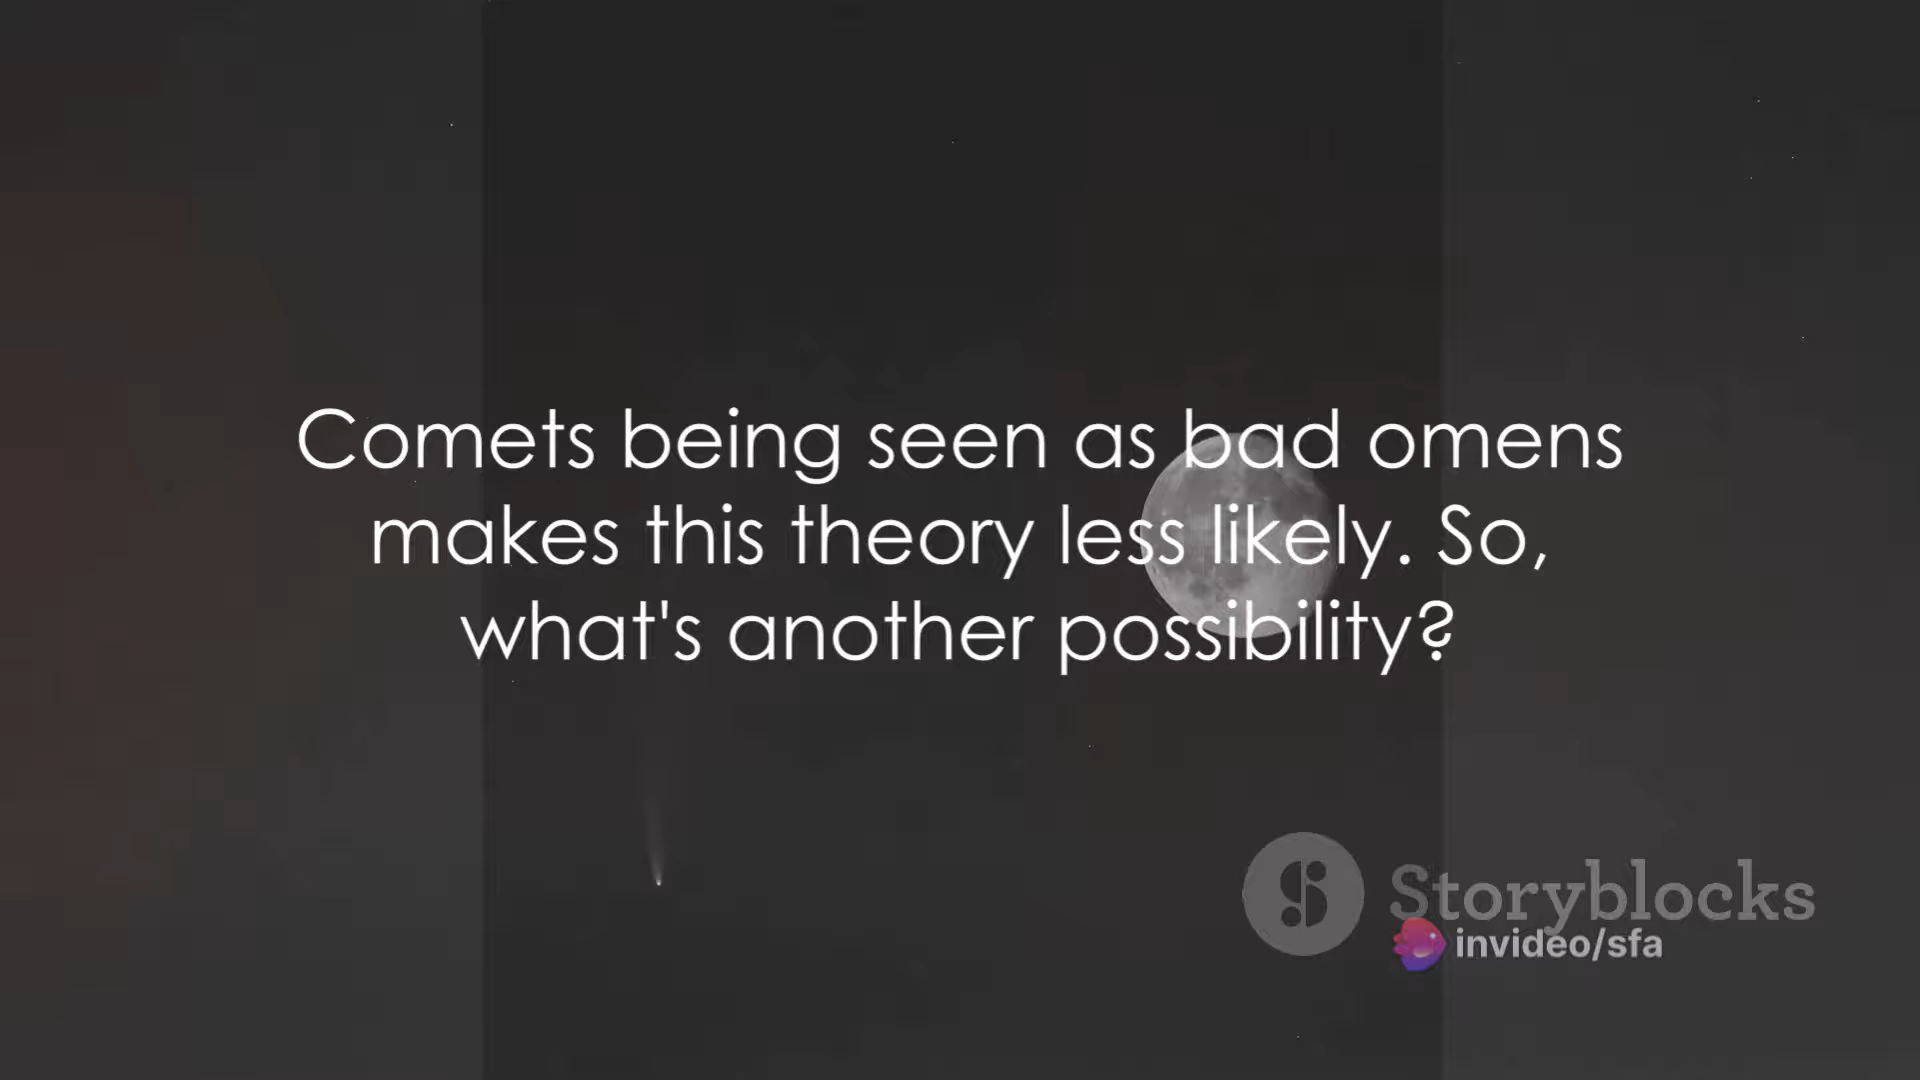 Comets being seen as bad omens
makes this theory less likely. So,
what's another possibility?
Storyblocks
invideo/sfa